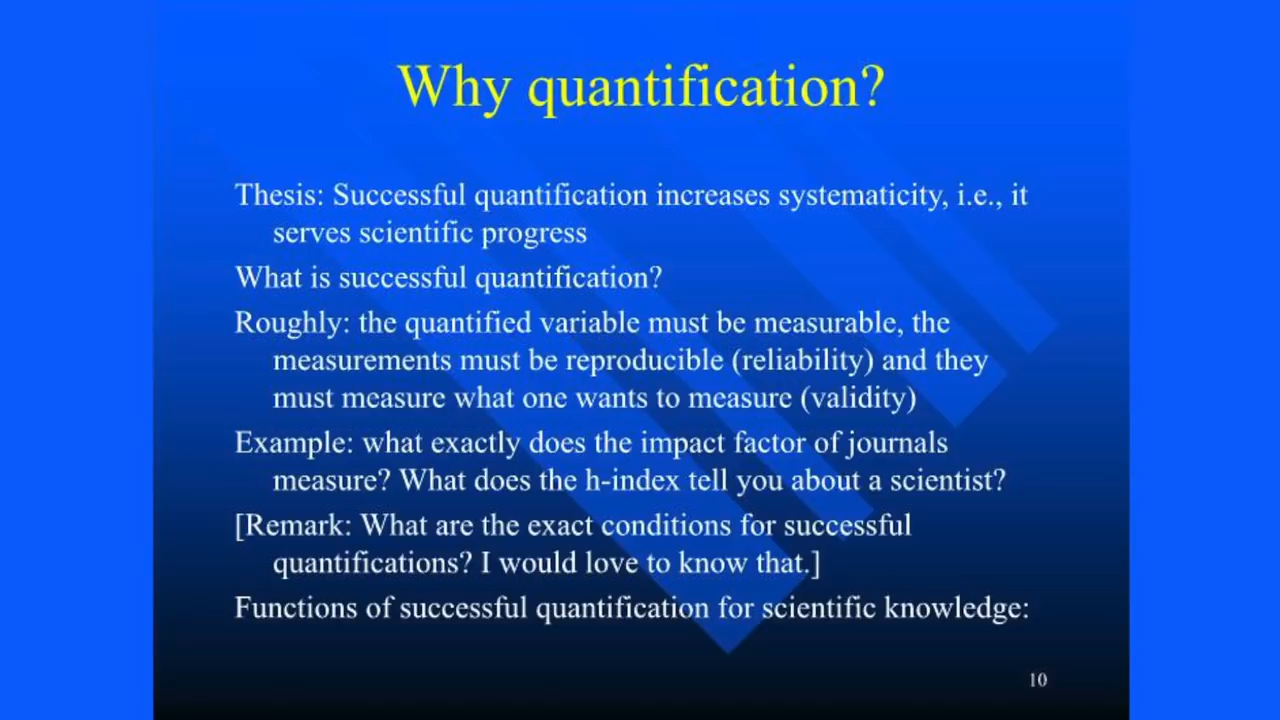 Why quantification?
Thesis: Successful quantification increases systematicity, i.e., it
serves scientific progress
What is successful quantification?
Roughly: the quantified variable must be measurable, the
measurements must be reproducible (reliability) and they
must measure what one wants to measure (validity)
Example: what exactly does the impact factor of journals
measure? What does the h-index tell you about a scientist?
[Remark: What are the exact conditions for successful
quantifications? I would love to know that.]
Functions of successful quantification for scientific knowledge:
10